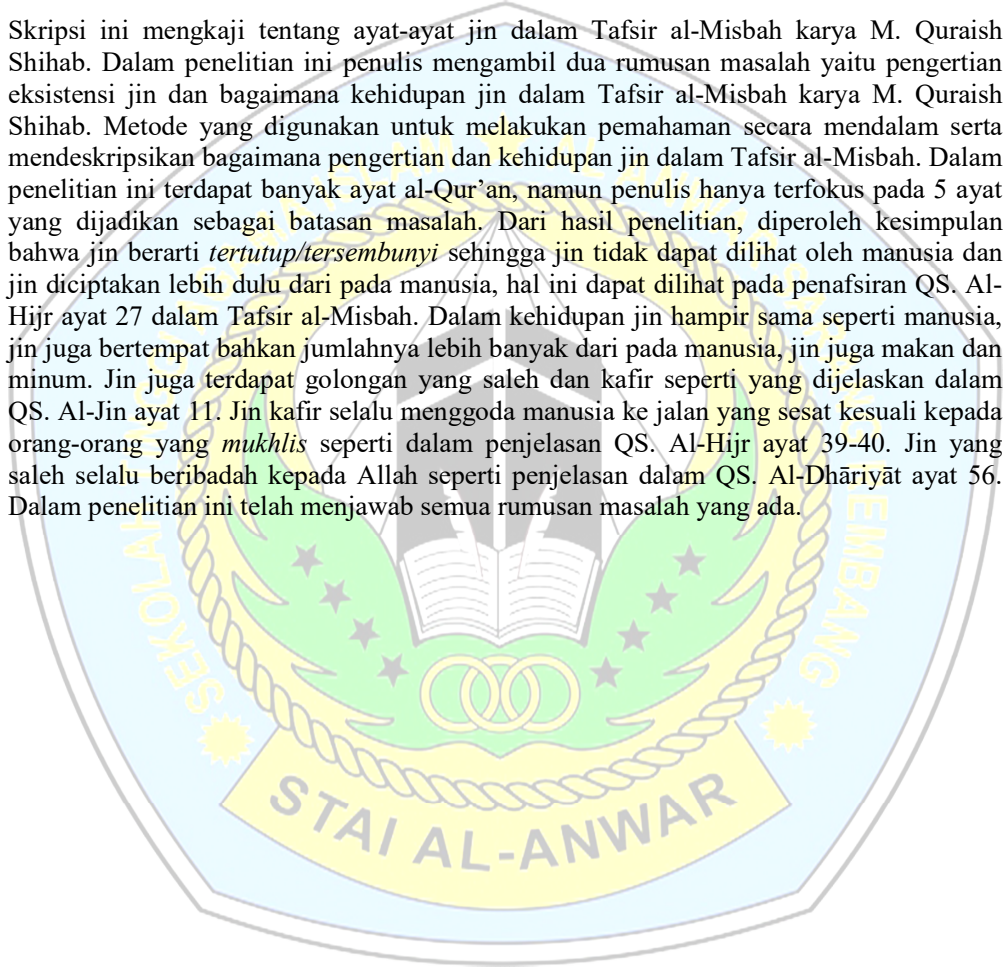 Skripsi ini mengkaji tentang ayat-ayat jin dalam Tafsir al-Misbah karya M. Quraish
Shihab. Dalam penelitian ini penulis mengambil dua rumusan masalah yaitu pengertian
eksistensi jin dan bagaimana kehidupan jin dalam Tafsir al-Misbah karya M. Quraish
Shihab. Metode yang digunakan untuk melakukan pemahaman secara mendalam serta
mendeskripsikan bagaimana pengertian dan kehidupan jin dalam Tafsir al-Misbah. Dalam
penelitian ini terdapat banyak ayat al-Qur’an, namun penulis hanya terfokus pada 5 ayat
yang dijadikan sebagai batasan masalah. Dari hasil penelitian, diperoleh kesimpulan
bahwa jin berarti tertutup/tersembunyi sehingga jin tidak dapat dilihat oleh manusia dan
jin diciptakan lebih dulu dari pada manusia, hal ini dapat dilihat pada penafsiran QS. Al-
Hijr ayat 27 dalam Tafsir al-Misbah. Dalam kehidupan jin hampir sama seperti manusia,
jin juga bertempat bahkan jumlahnya lebih banyak dari pada manusia, jin juga makan dan
minum. Jin juga terdapat golongan yang saleh dan kafir seperti yang dijelaskan dalam
QS. Al-Jin ayat 11. Jin kafir selalu menggoda manusia ke jalan yang sesat kesuali kepada
orang-orang yang mukhlis seperti dalam penjelasan QS. Al-Hijr ayat 39-40. Jin yang
saleh selalu beribadah kepada Allah seperti penjelasan dalam QS. Al-Dhāriyāt ayat 56.
Dalam penelitian ini telah menjawab semua rumusan masalah yang ada.
SEKOLAH TINGGI AGAMA ISLAM AL ANWAR SARANG REMBANG
STAI AL-ANWAR